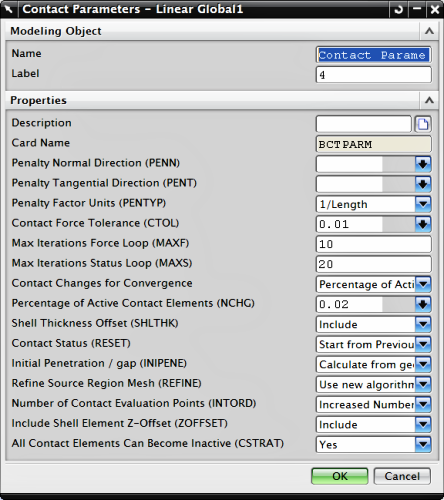 Contact Parameters - Linear Global1
Modeling Object
Name Contact Parame
Label 4
Properties
Description
Card Name BCTPARM
Penalty Normal Direction (PENN)
Penalty Tangential Direction (PENT)
Penalty Factor Units (PENTYP) 1/Length
Contact Force Tolerance (CTOL) 0.01
Max Iterations Force Loop (MAXF) 10
Max Iterations Status Loop (MAXS) 20
Contact Changes for Convergence Percentage of Acti
Percentage of Active Contact Elements (NCHG) 0.02
Shell Thickness Offset (SHLTHK) Include
Contact Status (RESET) Start from Previou
Initial Penetration / gap (INIPENE) Calculate from geo
Refine Source Region Mesh (REFINE) Use new algorithm
Number of Contact Evaluation Points (INTORD) Increased Number
Include Shell Element Z-Offset (ZOFFSET) Include
All Contact Elements Can Become Inactive (CSTRAT) Yes
OK Cancel